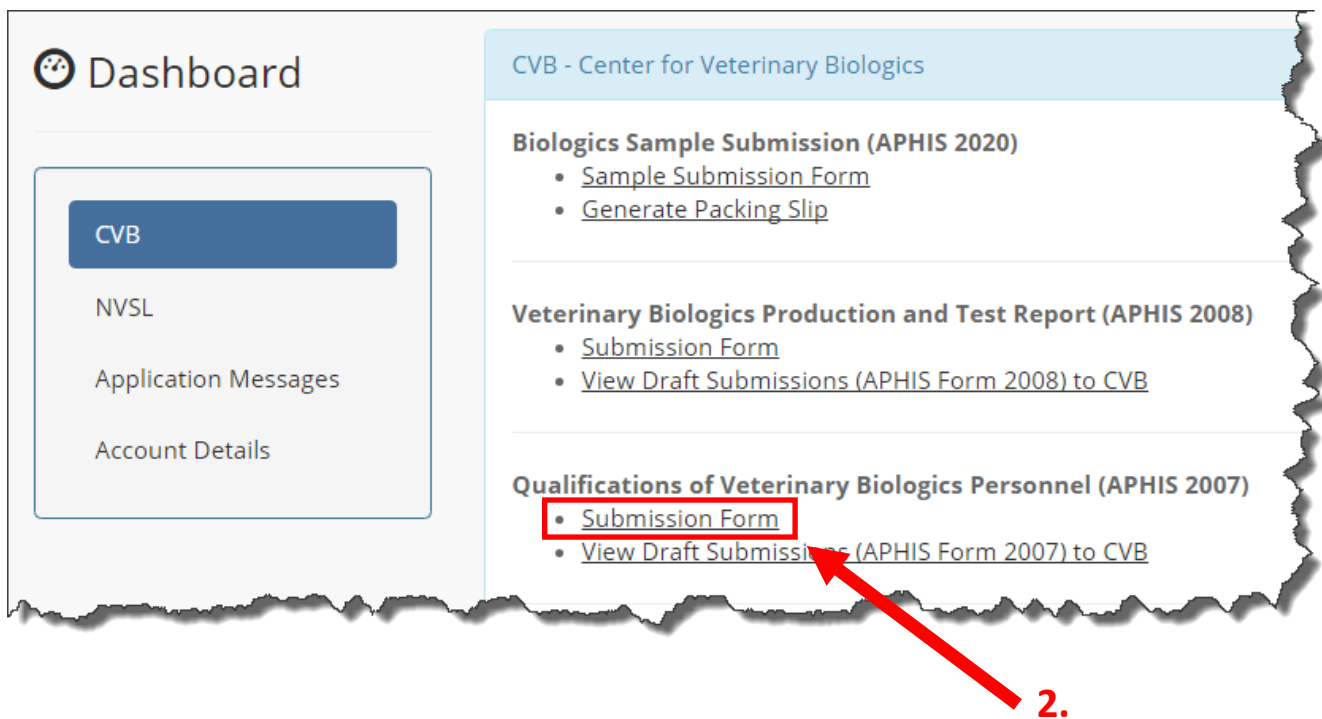 Dashboard
CVB
NVSL
Application Messages
Account Details
CVB - Center for Veterinary Biologics
Biologics Sample Submission (APHIS 2020)
• Sample Submission Form
• Generate Packing Slip
Veterinary Biologics Production and Test Report (APHIS 2008)
• Submission Form
• View Draft Submissions (APHIS Form 2008) to CVB
Qualifications of Veterinary Biologics Personnel (APHIS 2007)
• Submission Form
• View Draft Submissions (APHIS Form 2007) to CVB
2.